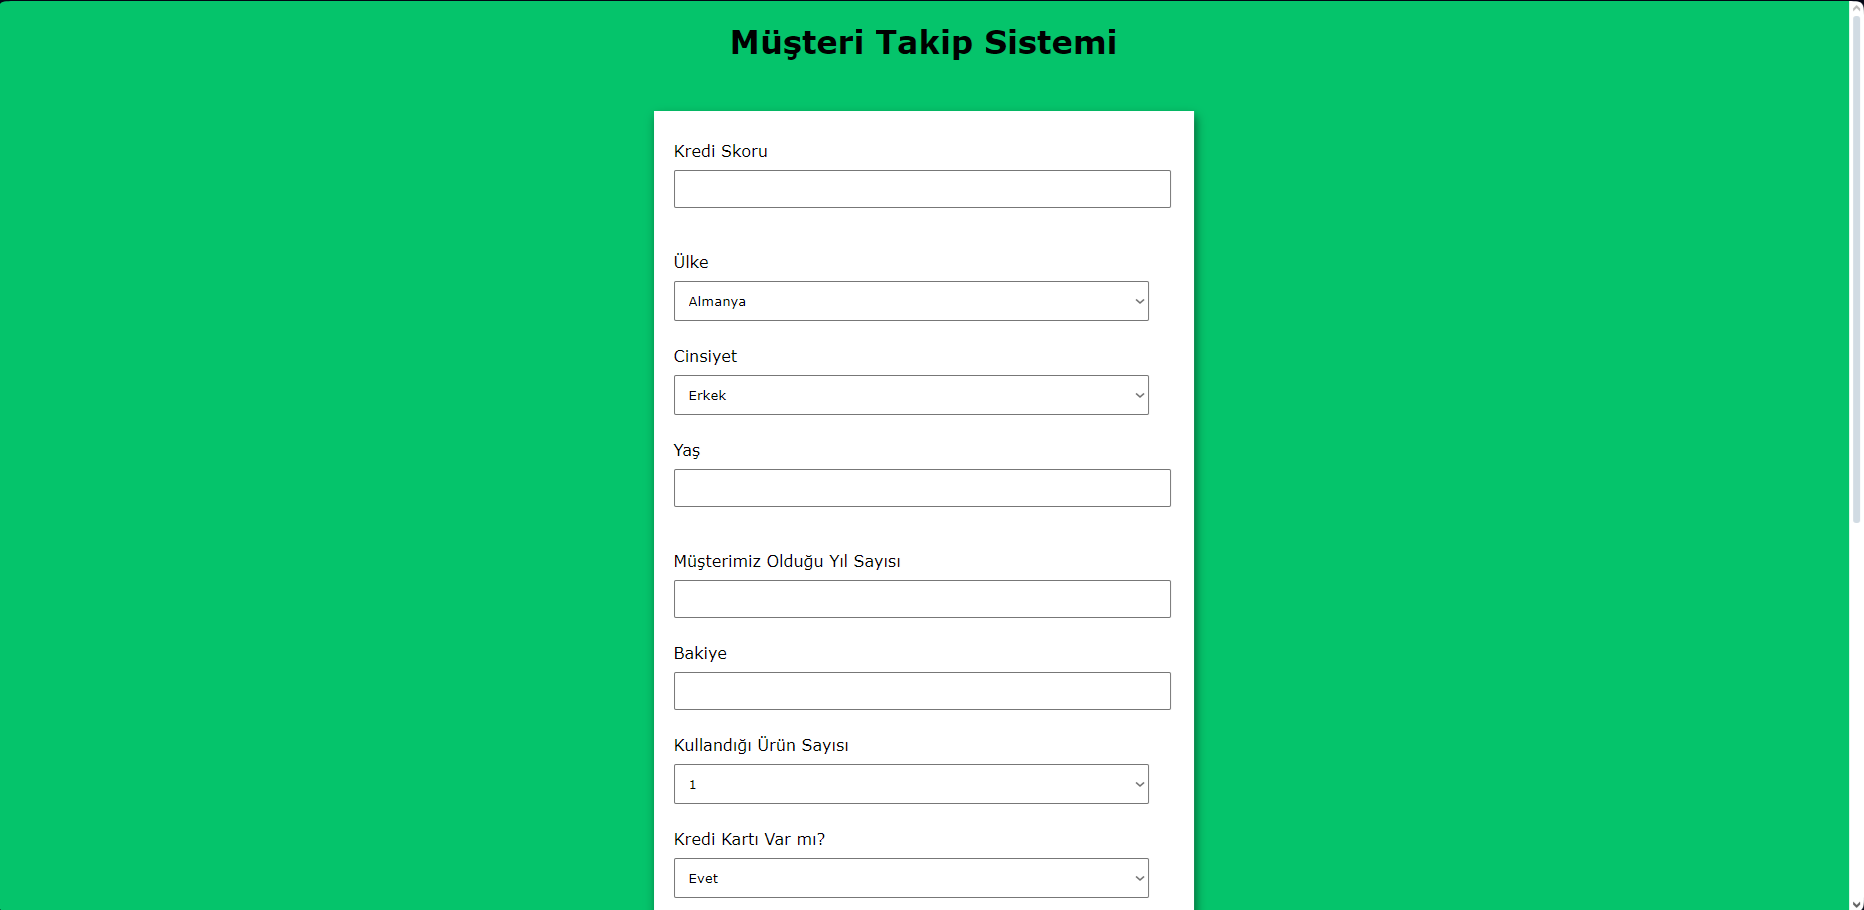 Müşteri Takip Sistemi
Kredi Skoru
Ülke
Almanya
Cinsiyet
Erkek
Yaş
Müşterimiz Olduğu Yıl Sayısı
Bakiye
Kullandığı Ürün Sayısı
1
Kredi Kartı Var mı?
Evet